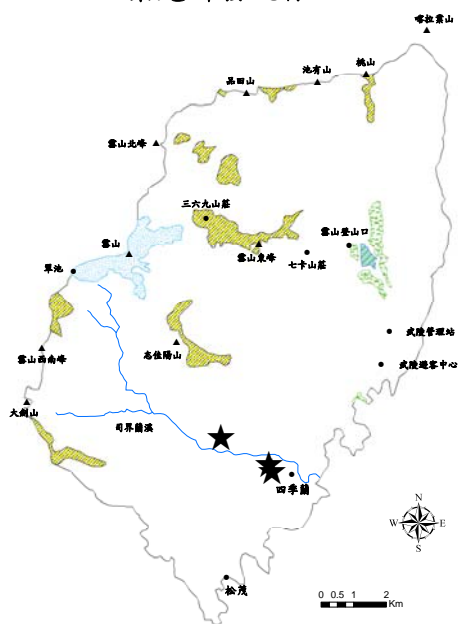 喀拉業山
桃山
池有山
品田山
雪山北峰
三六九山莊
雪山登山口
雪山東峰
七卡山莊
雪山
翠池
武陵管理站
志佳陽山
雪山西南峰
武陵遊客中心
大劍山
司界蘭溪
四季蘭
N
W
E
S
松茂
0 0.5 1 2
Km